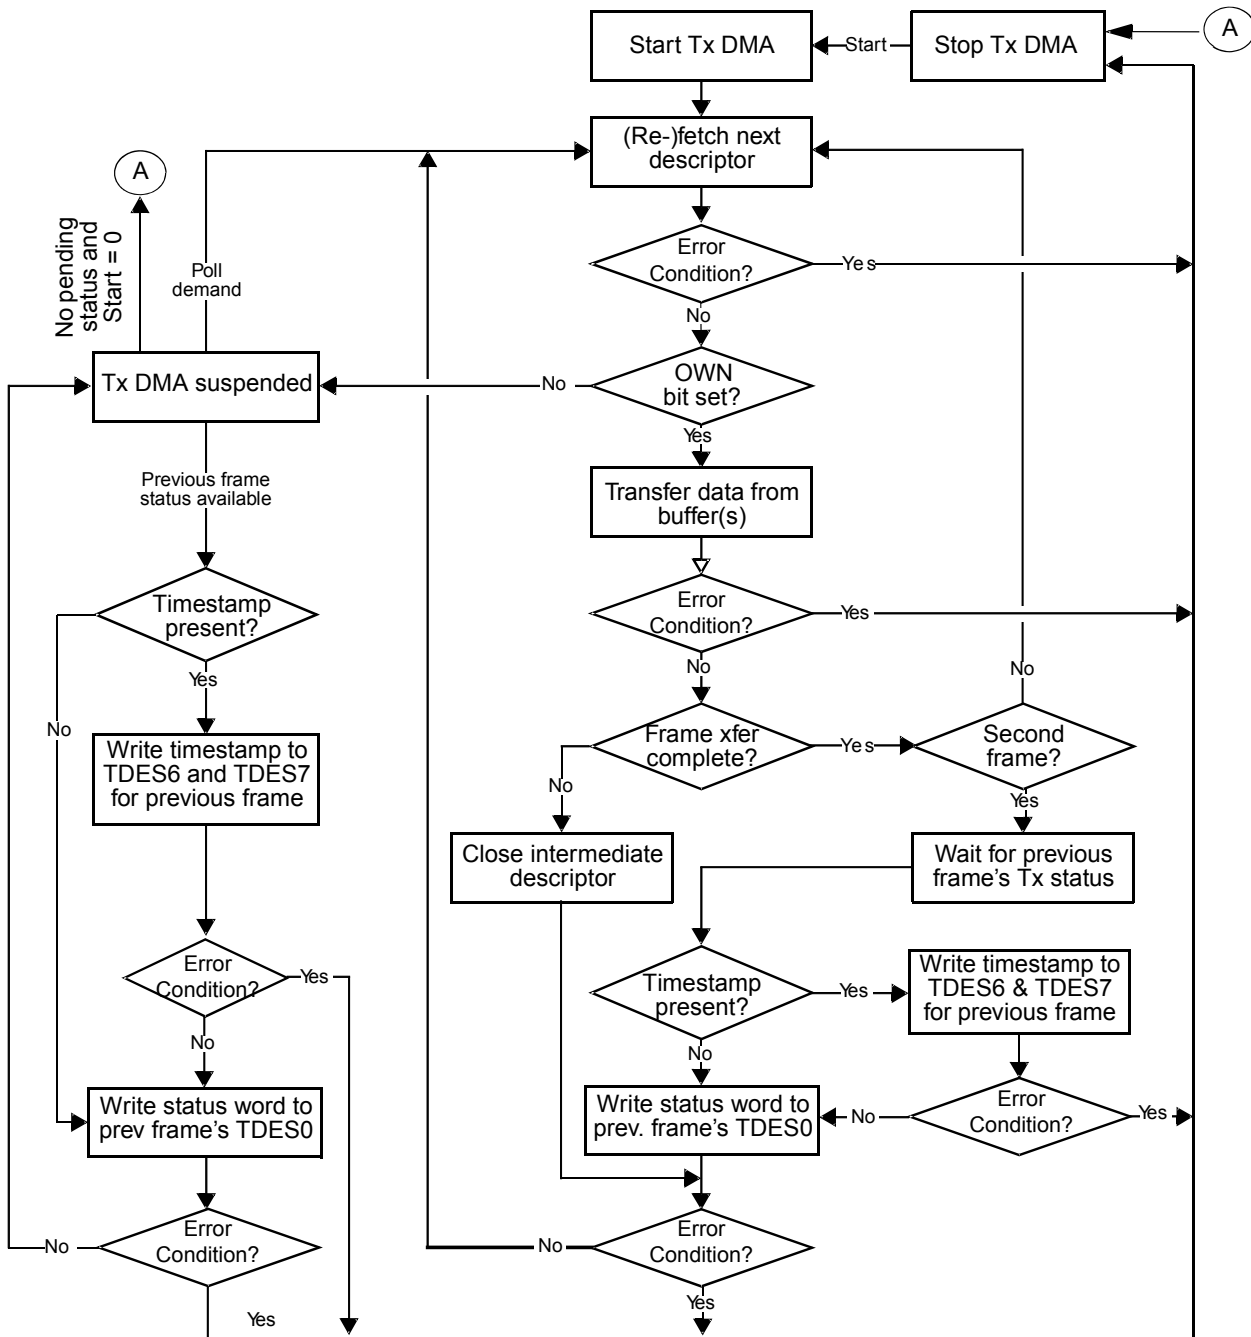 Start Tx DMA
Start
Stop Tx DMA
A
(Re-)fetch next
descriptor
A
No pending
status and
Start = 0
Poll
demand
Error
Condition?
Yes
No
Tx DMA suspended
No
OWN
bit set?
Yes
Previous frame
status available
Transfer data from
buffer(s)
Timestamp
present?
Error
Condition?
Yes
No
Yes
No
No
Write timestamp to
TDES6 and TDES7
for previous frame
Frame xfer
complete?
Yes
Second
frame?
No
Yes
Close intermediate
descriptor
Wait for previous
frame's Tx status
Error
Condition?
Yes
No
Timestamp
present?
Yes
Write timestamp to
TDES6 & TDES7
for previous frame
No
Write status word to
prev frame's TDES0
Write status word to
prev. frame's TDES0
No
Error
Condition?
Yes
Error
Condition?
No
Yes
Error
Condition?
No
Yes